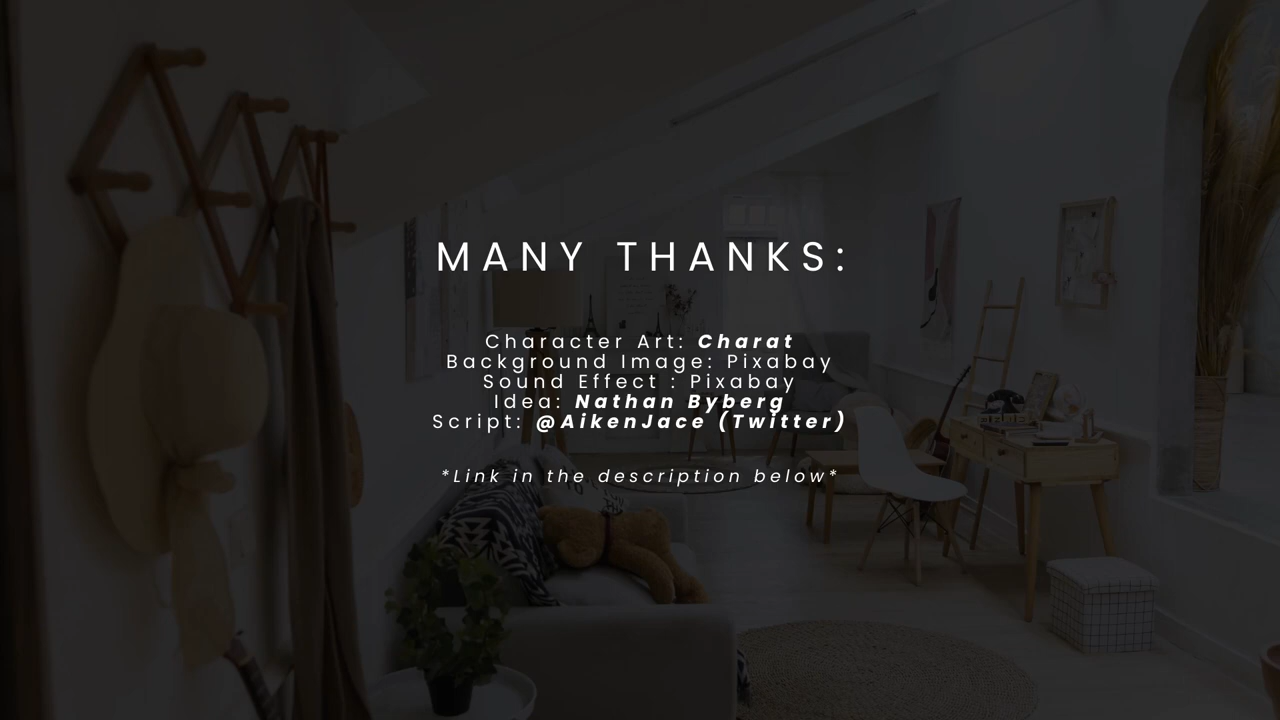 MANY THANKS:
Character Art: Charat
Background Image: Pixabay
Sound Effect : Pixabay
Idea: Nathan Byberg
Script: @AikenJace (Twitter)
*Link in the description below*